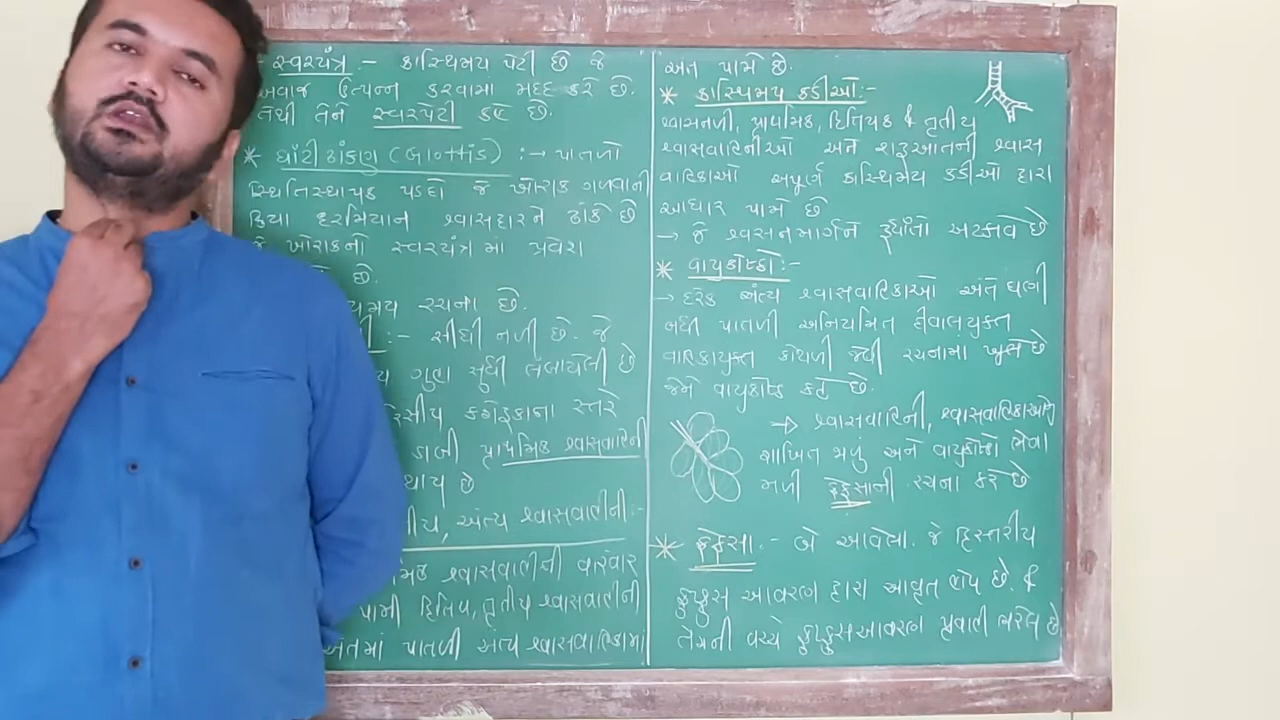 સ્વરયંત્ર :- કાસ્થિમય પેટી છે જે
અવાજ ઉત્પન્ન કરવામાં મદદ કરે છે.
તેથી તેને સ્વરપેટી કહે છે.
* ઘાંટીઢાંકણ ( ) :→ પાતળો
સ્થિતિસ્થાપક પડદો જે ખોરાક ગળવાની
ક્રિયા દરમિયાન શ્વાસદ્વારને ઢાંકે છે
જે ખોરાકનો સ્વરયંત્રમાં પ્રવેશ
છે.
રચના છે.
:- સીધી નળી છે. જે
ગુહા સુધી લંબાયેલી છે
કશેરૂકાના સ્તરે
ડાબી પ્રાથમિક શ્વાસવાહિની
થાય છે
અંત્ય શ્વાસવાહીની:-
શ્વાસવાહીની વારંવાર
પામી દ્વિતિય, તૃતીય શ્વાસવાહીની
અંતમાં પાતળી અંત્ય શ્વાસવાહિકામાં
અંત પામે છે.
* કાસ્થિમય કડીઓ:-
શ્વાસનળી, પ્રાથમિક, દ્વિતિયક & તૃતીય
શ્વાસવાહિનીઓ અને શરૂઆતની શ્વાસ
વાહિકાઓ અપૂર્ણ કાસ્થિમય કડીઓ દ્વારા
આધાર પામે છે
→ જે શ્વસનમાર્ગને રૂંધાતો અટકાવે છે
* વાયુકોષ્ઠો:-
→ દરેક અંત્ય શ્વાસવાહિકાઓ અંતે ઘણી
બધી પાતળી અનિયમિત દીવાલયુક્ત
વાહિકાયુક્ત કોથળી જેવી રચનામાં ખુલે છે
જેને વાયુકોષ્ઠ કહે છે.
→ શ્વાસવાહિની, શ્વાસવાહિકાઓનું
શાખિત થવું અને વાયુકોષ્ઠો ભેગા
મળી ફેફસાની રચના કરે છે
* ફેફસા :- બે આવેલા. જે દ્વિસ્તરીય
ફુપ્ફુસ આવરણ દ્વારા આવૃત હોય છે. &
તેમની વચ્ચે ફુપ્ફુસઆવરણ પ્રવાહી ભરેલ છે